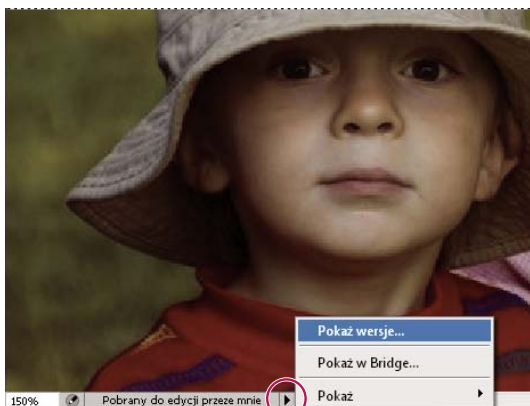 Pokaż wersje...
Pokaż w Bridge...
Pokaż
150% Pobrany do edycji przeze mnie